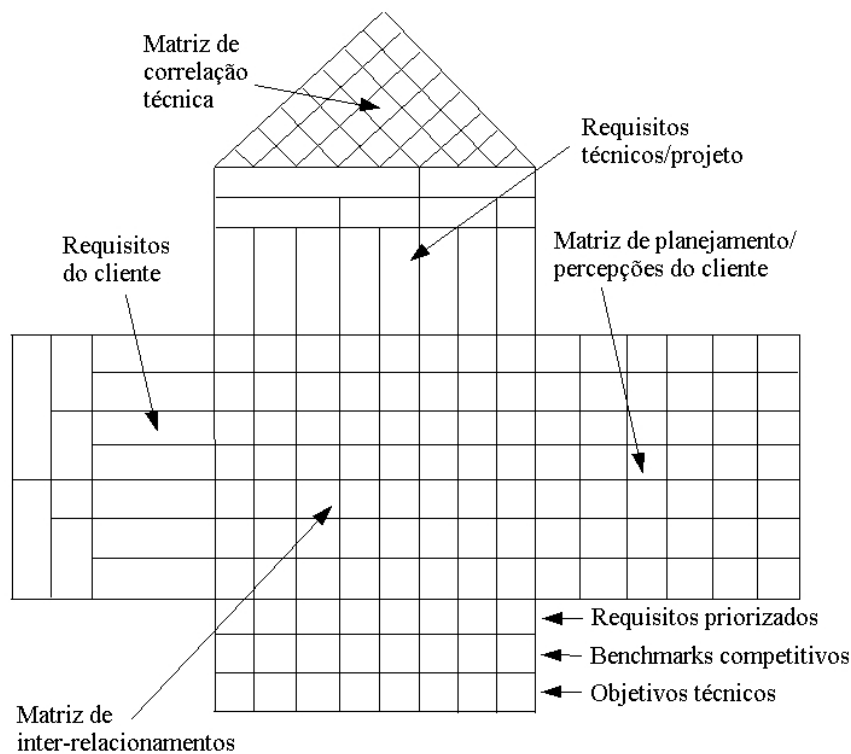 Matriz de
correlação
técnica
Requisitos
técnicos/projeto
Requisitos
do cliente
Matriz de planejamento/
percepções do cliente
Requisitos priorizados
Benchmarks competitivos
Objetivos técnicos
Matriz de
inter-relacionamentos